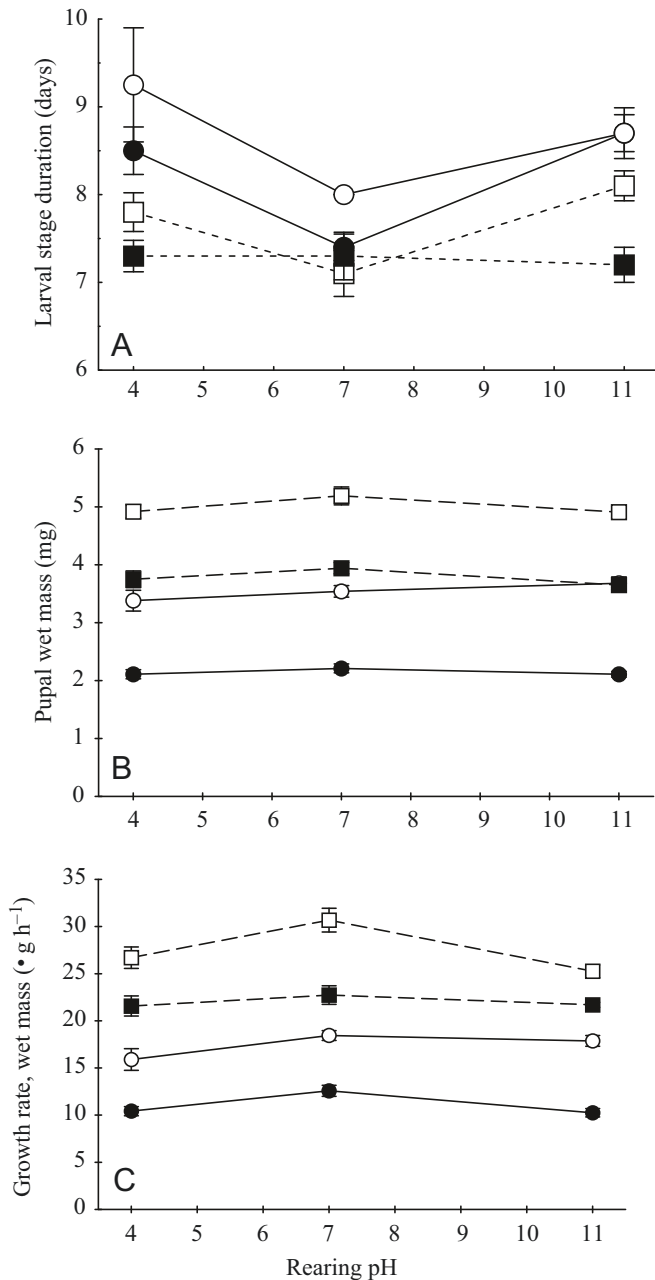 10
9
8
7
6
Larval stage duration (days)
A
4 5 6 7 8 9 10 11
6
5
4
3
2
1
0
Pupal wet mass (mg)
B
4 5 6 7 8 9 10 11
35
30
25
20
15
10
5
0
Growth rate, wet mass (• g h−1)
C
4 5 6 7 8 9 10 11
Rearing pH